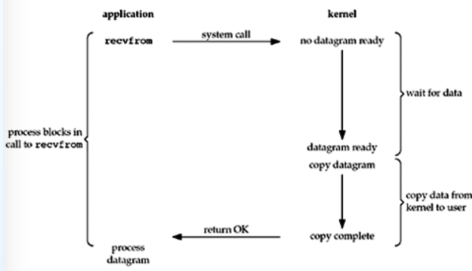 application kernel
recvfrom system call no datagram ready
wait for data
process blocks in
call to recvfrom
datagram ready
copy datagram
copy data from
kernel to user
return OK copy complete
process
datagram